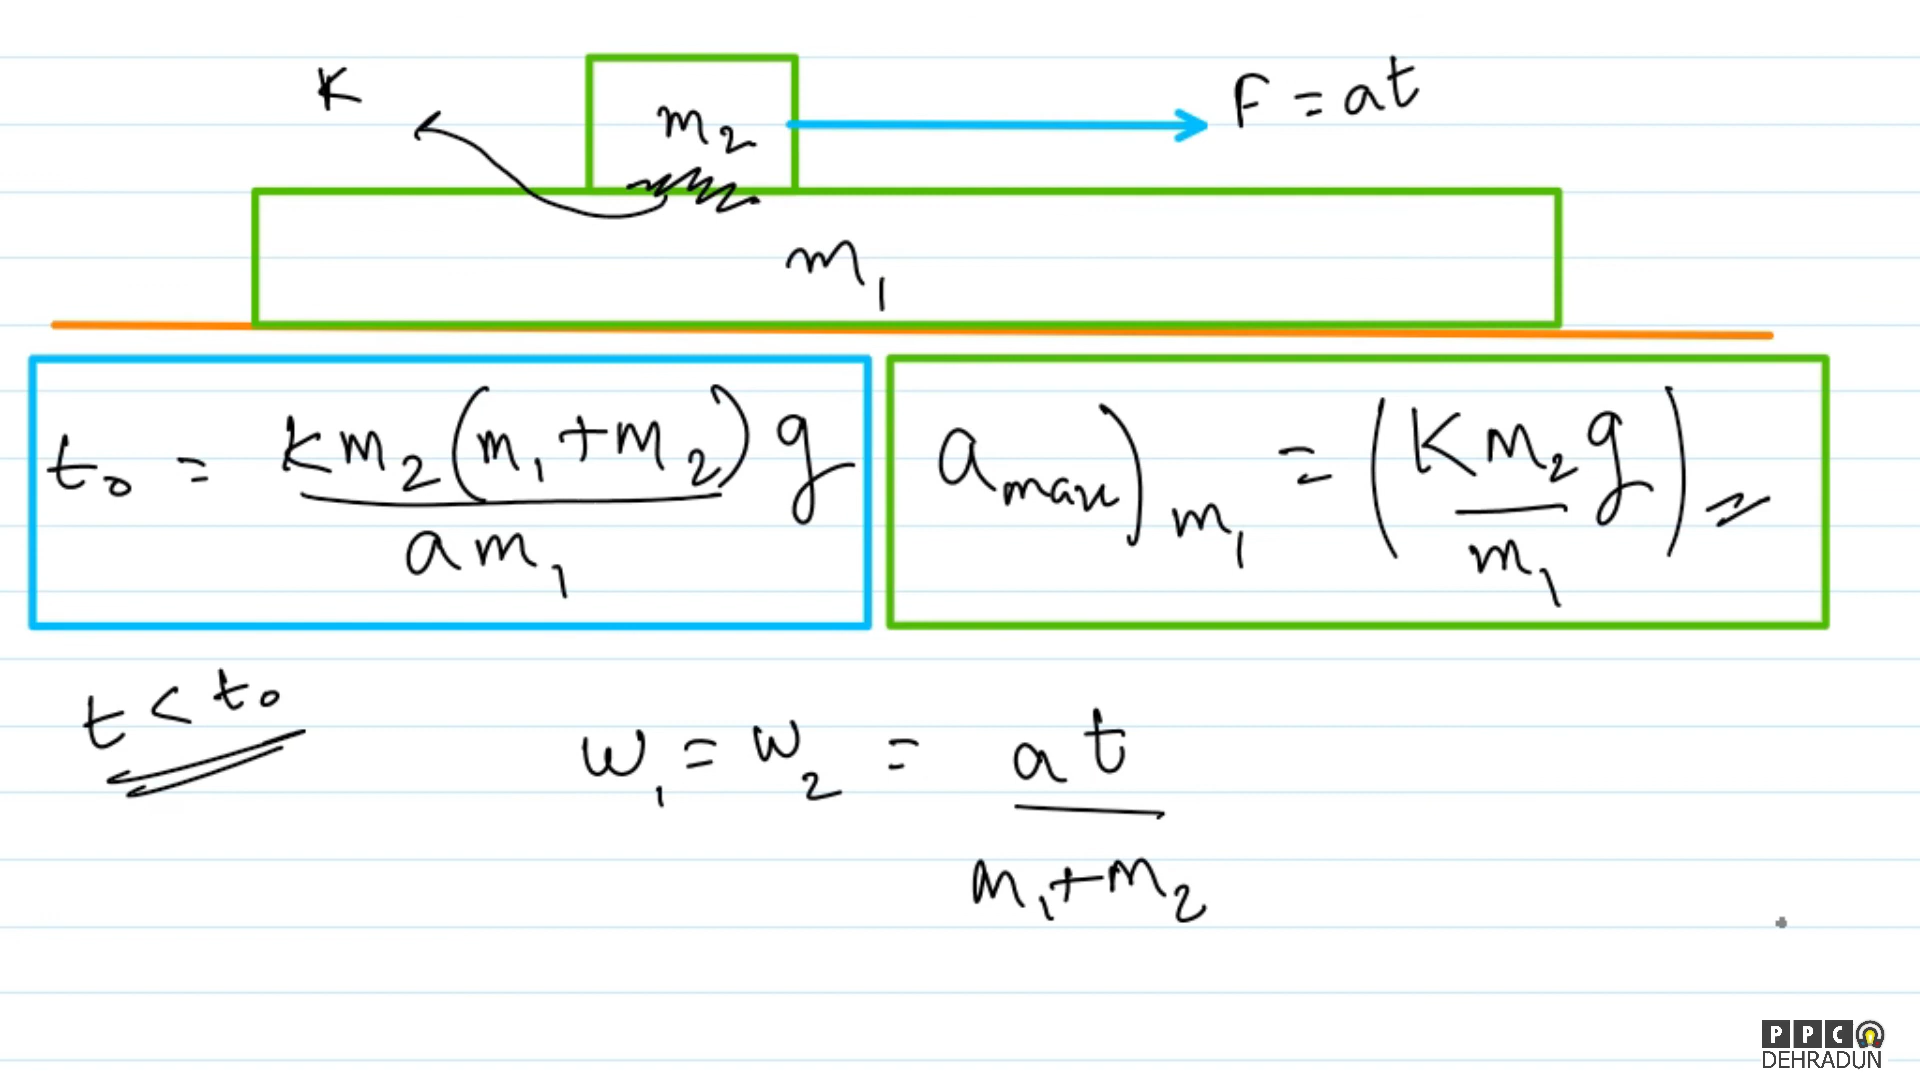 K
m₂
F = at
m₁
t₀ = km₂(m₁+m₂)g / am₁
a_max)m₁ = (Km₂g / m₁)
t < t₀
w₁ = w₂ = at / m₁+m₂
PPC
DEHRADUN